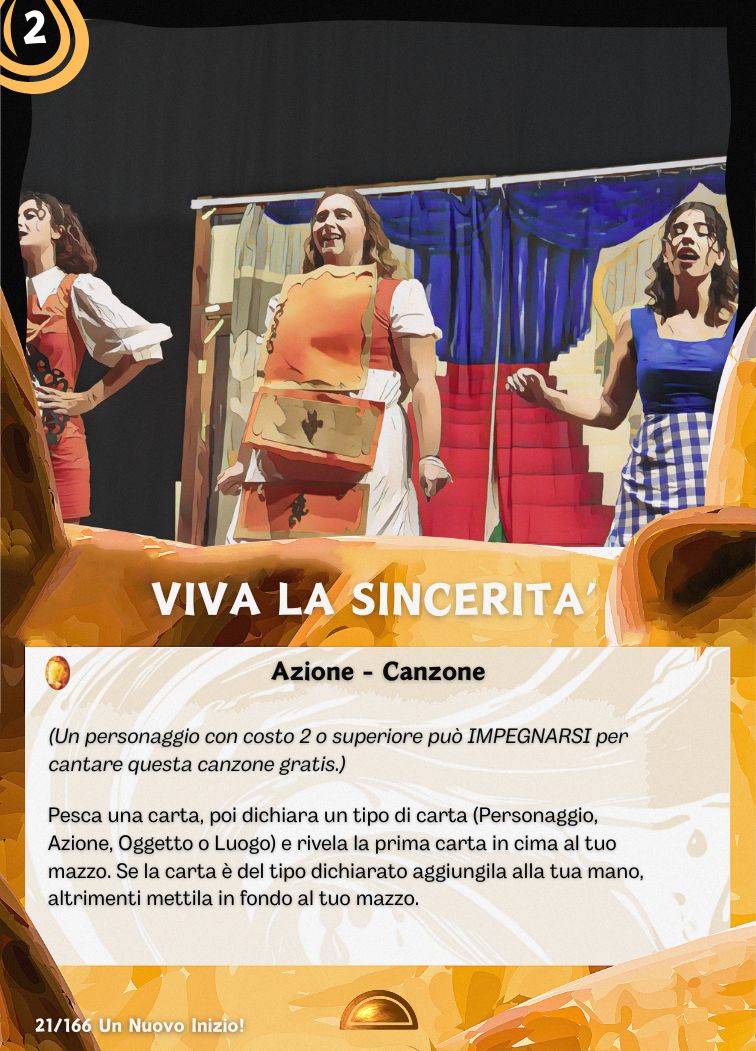 2
VIVA LA SINCERITA’
Azione - Canzone
(Un personaggio con costo 2 o superiore può IMPEGNARSI per
cantare questa canzone gratis.)
Pesca una carta, poi dichiara un tipo di carta (Personaggio,
Azione, Oggetto o Luogo) e rivela la prima carta in cima al tuo
mazzo. Se la carta è del tipo dichiarato aggiungila alla tua mano,
altrimenti mettila in fondo al tuo mazzo.
21/166 Un Nuovo Inizio!